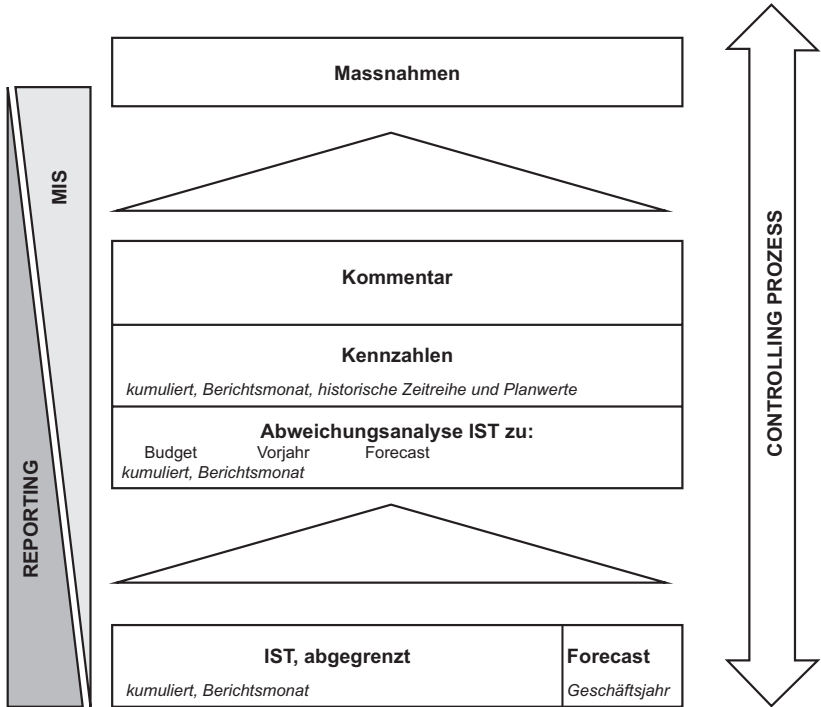 Massnahmen
MIS
Kommentar
Kennzahlen
kumuliert, Berichtsmonat, historische Zeitreihe und Planwerte
Abweichungsanalyse IST zu:
Budget Vorjahr Forecast
kumuliert, Berichtsmonat
REPORTING
IST, abgegrenzt
kumuliert, Berichtsmonat
Forecast
Geschäftsjahr
CONTROLLING PROZESS